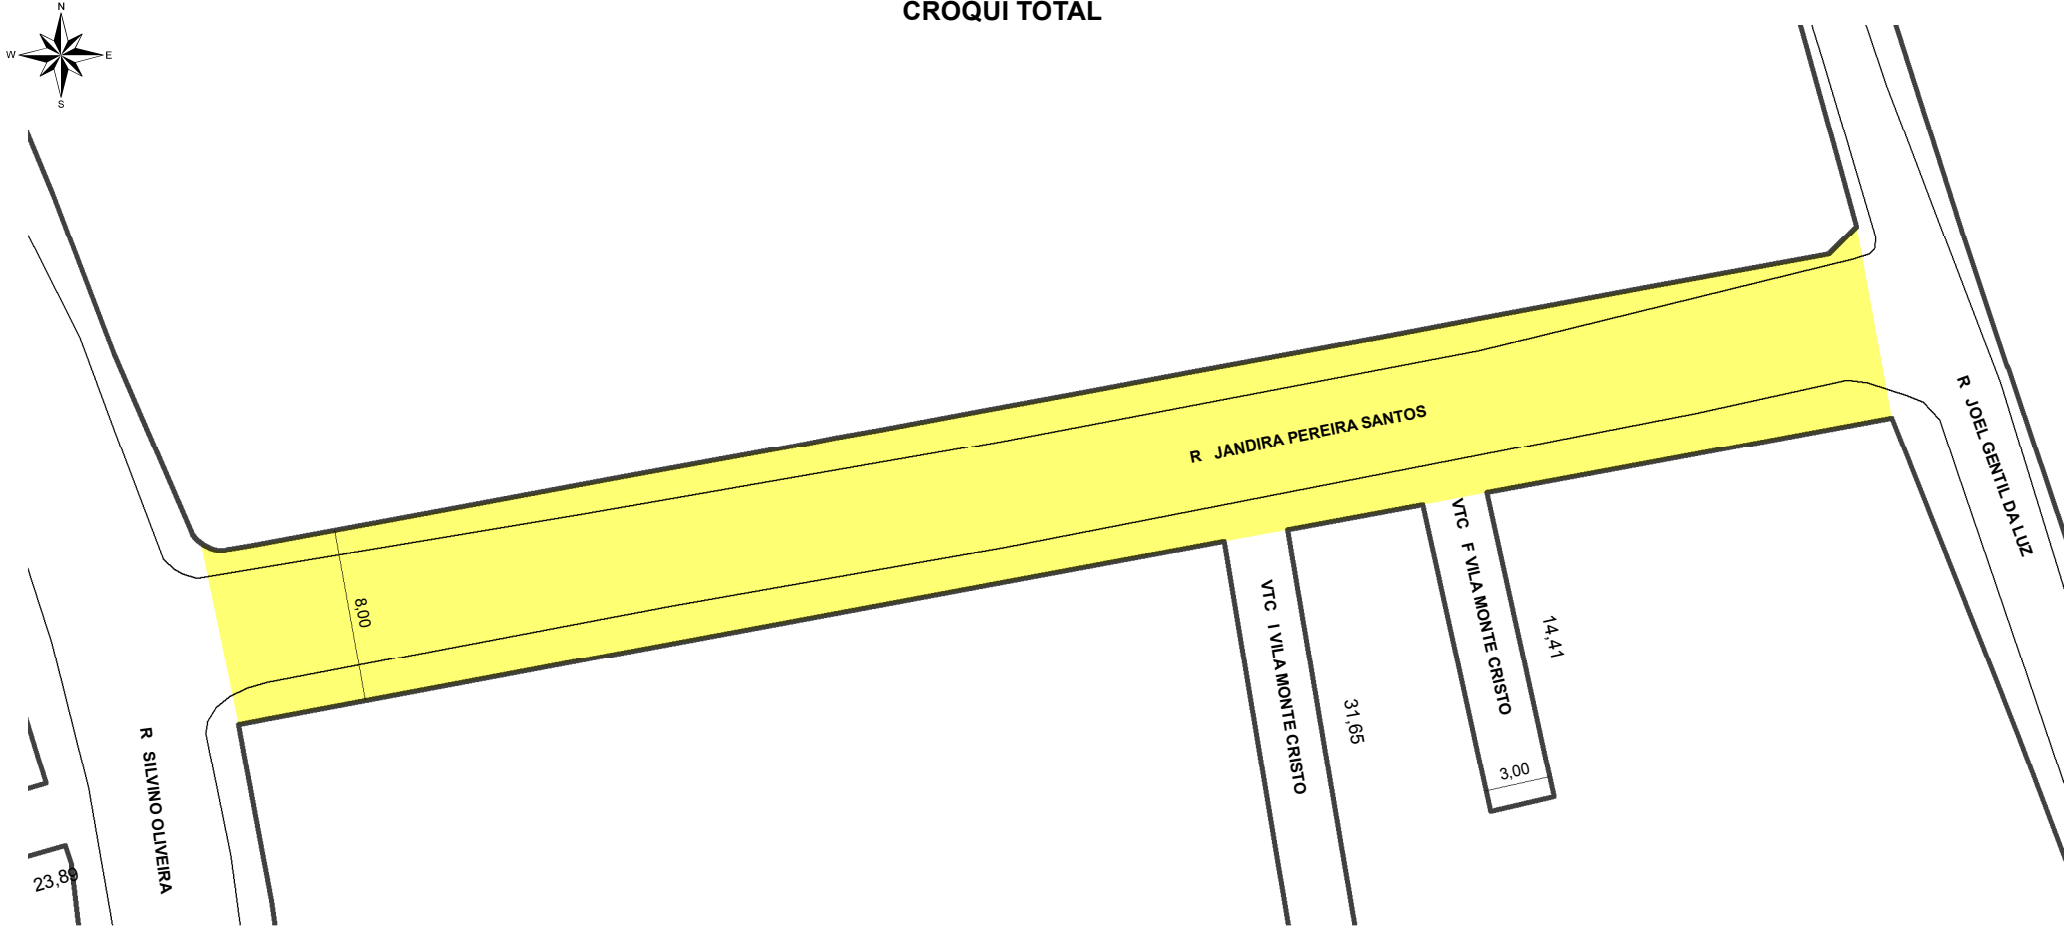 CROQUI TOTAL
N
W E
S
R JANDIRA PEREIRA SANTOS
R JOEL GENTIL DA LUZ
8,00
VTC I VILA MONTE CRISTO
VTC F VILA MONTE CRISTO
14,41
31,65
3,00
R SILVINO OLIVEIRA
23,89